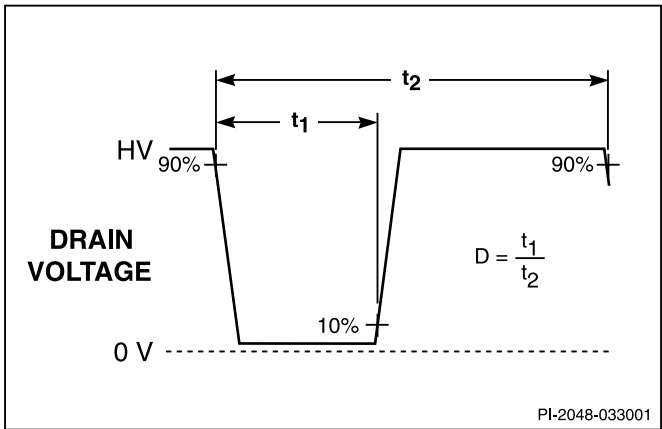 t2
t1
HV
90%
90%
DRAIN
VOLTAGE
D = t1/t2
10%
0 V
PI-2048-033001